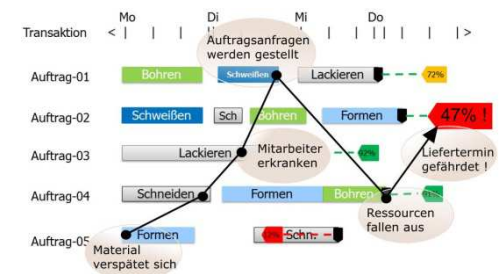 Mo Di Mi Do
Transaktion < >
Auftragsanfragen
werden gestellt
Auftrag-01 Bohren Schweißen Lackieren 72%
Auftrag-02 Schweißen Sch Bohren Formen 47% !
Auftrag-03 Lackieren
Mitarbeiter
erkranken
92%
Liefertermin
gefährdet !
Auftrag-04 Schneiden Formen Bohren 91%
Ressourcen
fallen aus
Auftrag-05 Formen Schn.
Material
verspätet sich